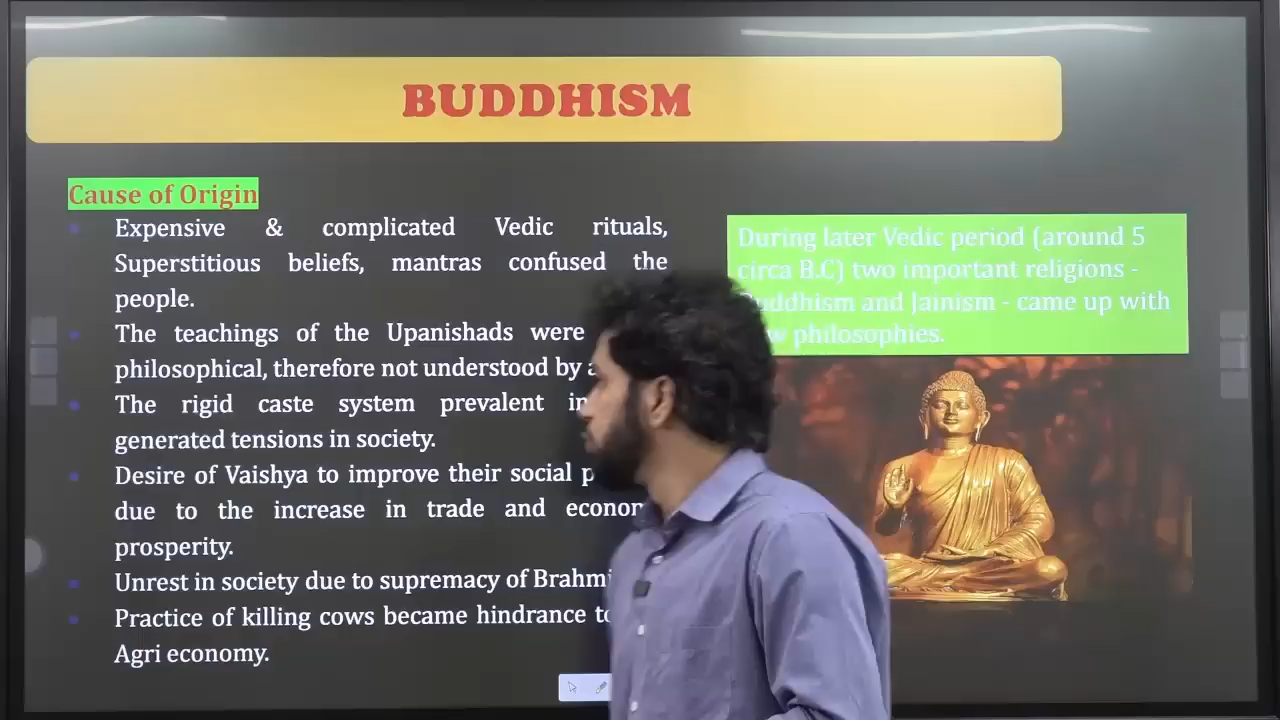 BUDDHISM
Cause of Origin
Expensive & complicated Vedic rituals,
Superstitious beliefs, mantras confused the
people.
The teachings of the Upanishads were
philosophical, therefore not understood by
The rigid caste system prevalent
generated tensions in society.
Desire of Vaishya to improve their social
due to the increase in trade and
prosperity.
Unrest in society due to supremacy of
Practice of killing cows became hindrance
Agri economy.
During later Vedic period (around 5
circa B.C) two important religions -
Buddhism and Jainism - came up with
philosophies.